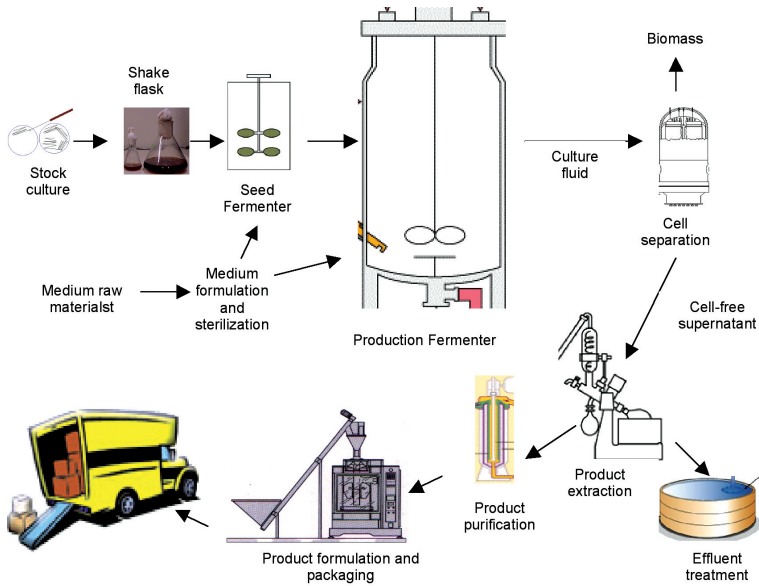 Biomass
Shake
flask
Stock
culture
Seed
Fermenter
Culture
fluid
Cell
separation
Medium raw
materialst
Medium
formulation
and
sterilization
Production Fermenter
Cell-free
supernatant
Product
extraction
Product
purification
Product formulation and
packaging
Effluent
treatment